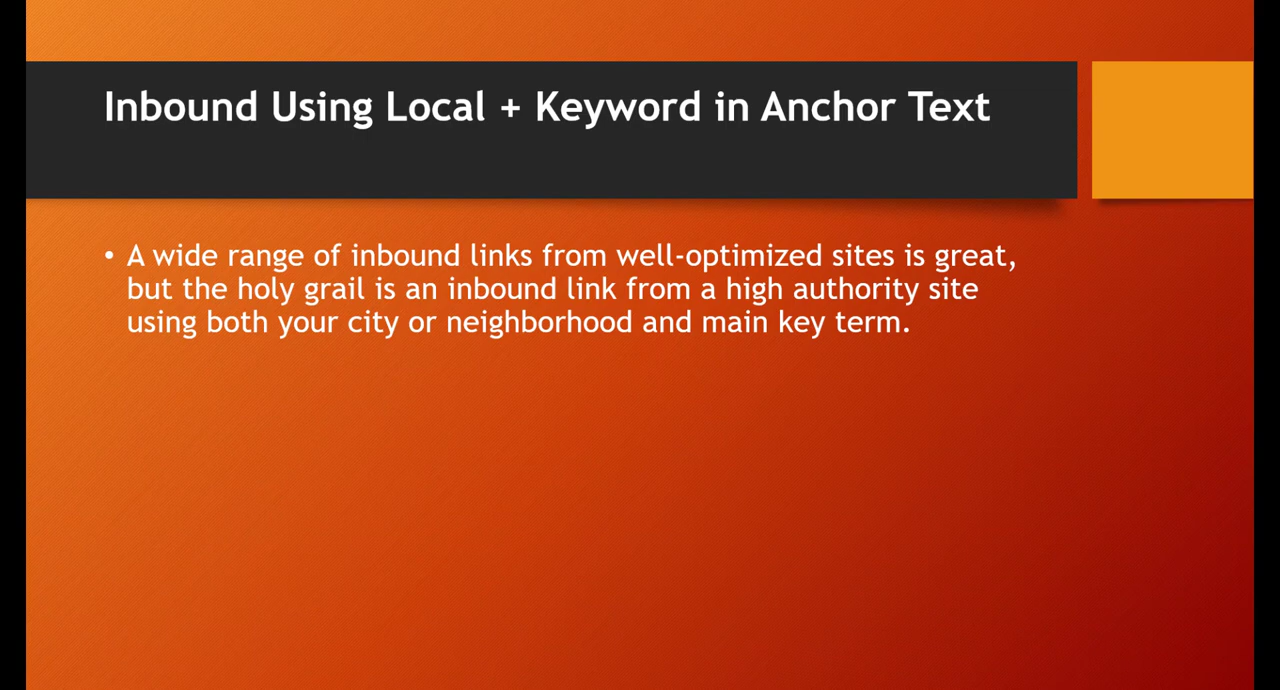 Inbound Using Local + Keyword in Anchor Text
• A wide range of inbound links from well-optimized sites is great,
but the holy grail is an inbound link from a high authority site
using both your city or neighborhood and main key term.